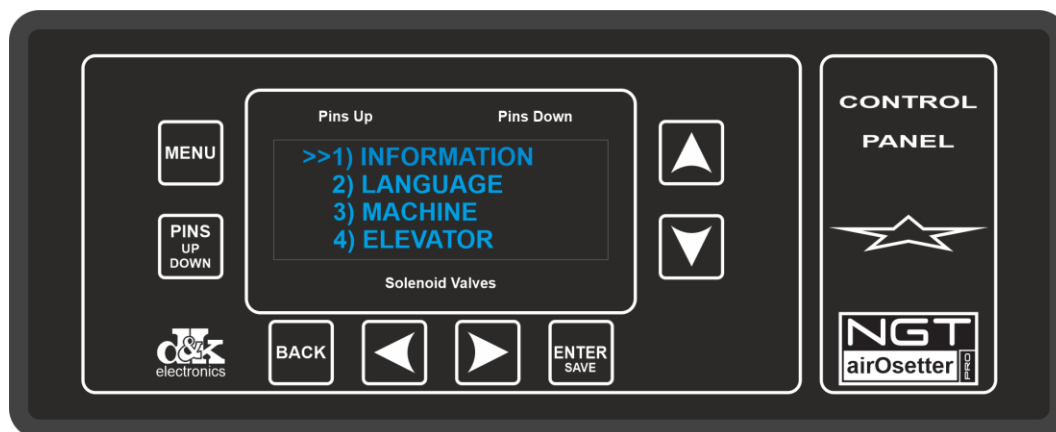 CONTROL
PANEL
Pins Up
Pins Down
MENU
>>1) INFORMATION
2) LANGUAGE
3) MACHINE
4) ELEVATOR
PINS
UP
DOWN
Solenoid Valves
d&k
electronics
BACK
ENTER
SAVE
NGT
airOsetter
PRO